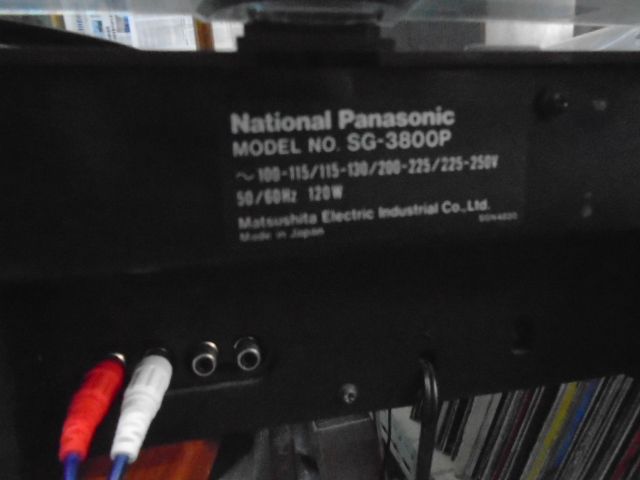 National Panasonic
MODEL NO. SG-3800P
~ 100-115/115-130/200-225/225-250V
50/60Hz 120W
Matsushita Electric Industrial Co., Ltd.
Made in Japan